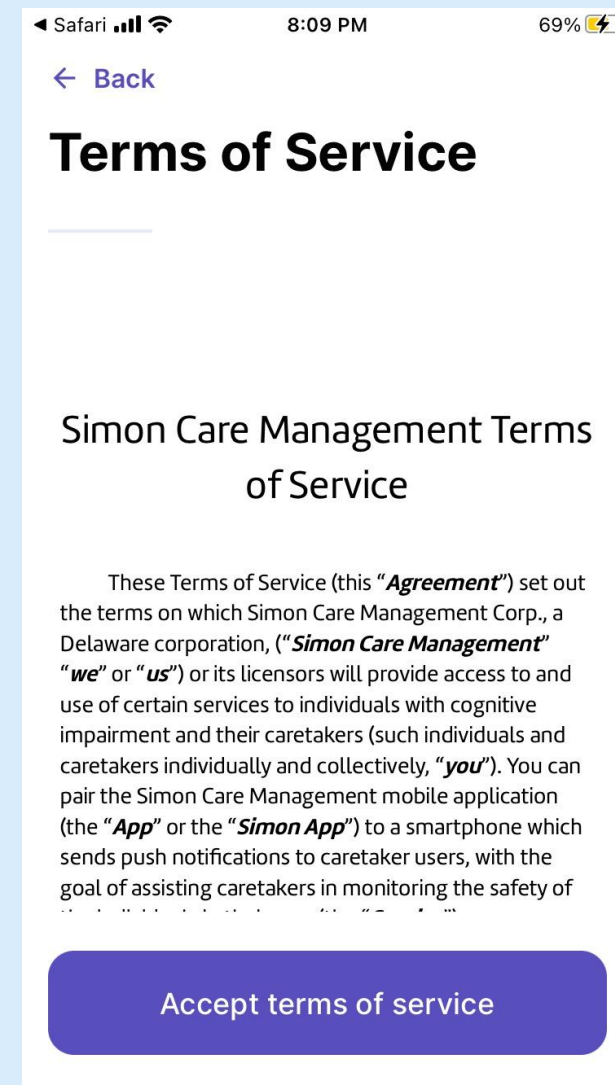 Safari 8:09 PM 69%
← Back
Terms of Service
Simon Care Management Terms
of Service
These Terms of Service (this “Agreement”) set out
the terms on which Simon Care Management Corp., a
Delaware corporation, (“Simon Care Management”
“we” or “us”) or its licensors will provide access to and
use of certain services to individuals with cognitive
impairment and their caretakers (such individuals and
caretakers individually and collectively, “you”). You can
pair the Simon Care Management mobile application
(the “App” or the “Simon App”) to a smartphone which
sends push notifications to caretaker users, with the
goal of assisting caretakers in monitoring the safety of
Accept terms of service